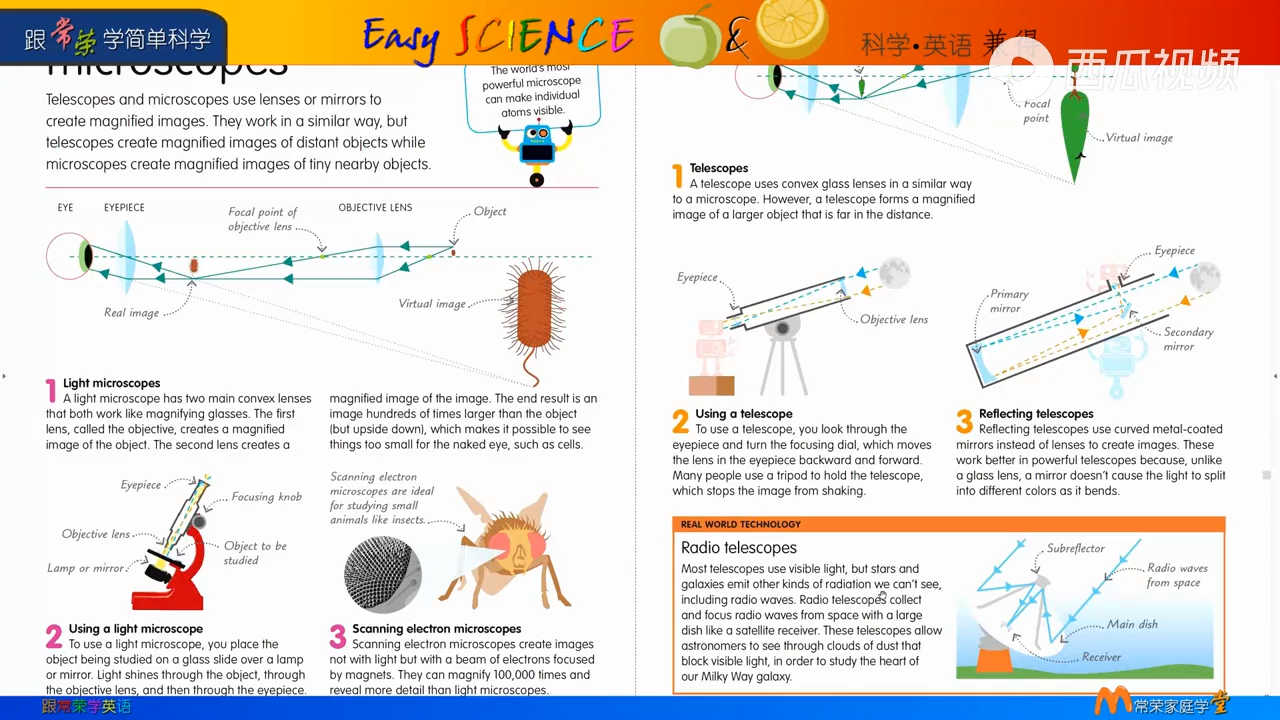 跟常荣学简单科学
Easy SCIENCE &
科学·英语 兼得
西瓜视频
microscopes
Telescopes and microscopes use lenses or mirrors to
create magnified images. They work in a similar way, but
telescopes create magnified images of distant objects while
microscopes create magnified images of tiny nearby objects.
The world's most
powerful microscope
can make individual
atoms visible.
EYE
EYEPIECE
Focal point of
objective lens
OBJECTIVE LENS
Object
Real image
Virtual image
1 Light microscopes
A light microscope has two main convex lenses
that both work like magnifying glasses. The first
lens, called the objective, creates a magnified
image of the object. The second lens creates a
magnified image of the image. The end result is an
image hundreds of times larger than the object
(but upside down), which makes it possible to see
things too small for the naked eye, such as cells.
Eyepiece
Focusing knob
Objective lens
Object to be
studied
Lamp or mirror
Scanning electron
microscopes are ideal
for studying small
animals like insects.
2 Using a light microscope
To use a light microscope, you place the
object being studied on a glass slide over a lamp
or mirror. Light shines through the object, through
the objective lens, and then through the eyepiece.
3 Scanning electron microscopes
Scanning electron microscopes create images
not with light but with a beam of electrons focused
by magnets. They can magnify 100,000 times and
reveal more detail than light microscopes.
Focal
point
Virtual image
1 Telescopes
A telescope uses convex glass lenses in a similar way
to a microscope. However, a telescope forms a magnified
image of a larger object that is far in the distance.
Eyepiece
Objective lens
Eyepiece
Primary
mirror
Secondary
mirror
2 Using a telescope
To use a telescope, you look through the
eyepiece and turn the focusing dial, which moves
the lens in the eyepiece backward and forward.
Many people use a tripod to hold the telescope,
which stops the image from shaking.
3 Reflecting telescopes
Reflecting telescopes use curved metal-coated
mirrors instead of lenses to create images. These
work better in powerful telescopes because, unlike
a glass lens, a mirror doesn't cause the light to split
into different colors as it bends.
REAL WORLD TECHNOLOGY
Radio telescopes
Most telescopes use visible light, but stars and
galaxies emit other kinds of radiation we can't see,
including radio waves. Radio telescopes collect
and focus radio waves from space with a large
dish like a satellite receiver. These telescopes allow
astronomers to see through clouds of dust that
block visible light, in order to study the heart of
our Milky Way galaxy.
Subreflector
Radio waves
from space
Main dish
Receiver
跟常荣学英语
常荣家庭学堂